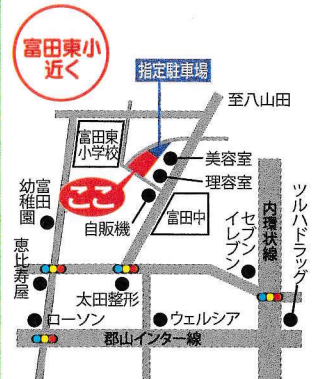 富田東小
近く
指定駐車場
至八山田
富田東
小学校
美容室
理容室
ここ
富田
幼稚園
自販機
富田中
セブン
イレブン
内環状線
ツルハドラッグ
恵比寿屋
太田整形
ローソン
ウェルシア
郡山インター線